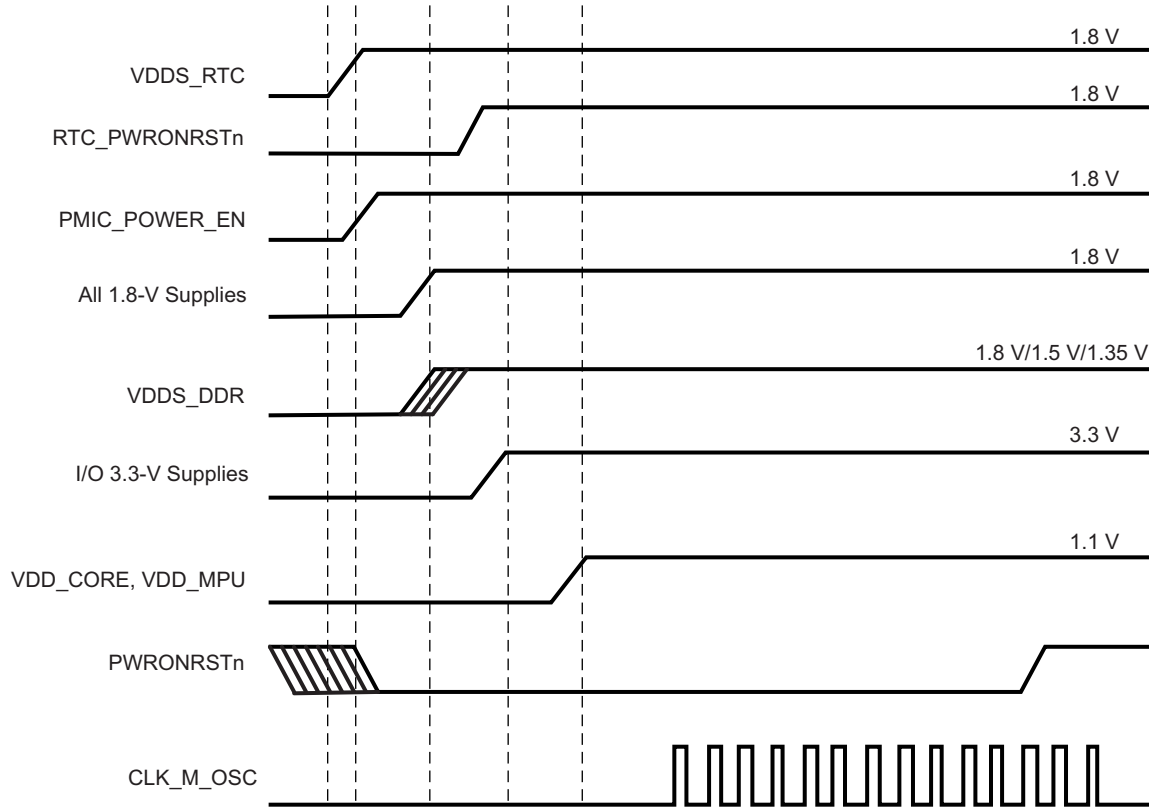 1.8 V
VDDS_RTC
1.8 V
RTC_PWRONRSTn
1.8 V
PMIC_POWER_EN
1.8 V
All 1.8-V Supplies
1.8 V/1.5 V/1.35 V
VDDS_DDR
3.3 V
I/O 3.3-V Supplies
1.1 V
VDD_CORE, VDD_MPU
PWRONRSTn
CLK_M_OSC